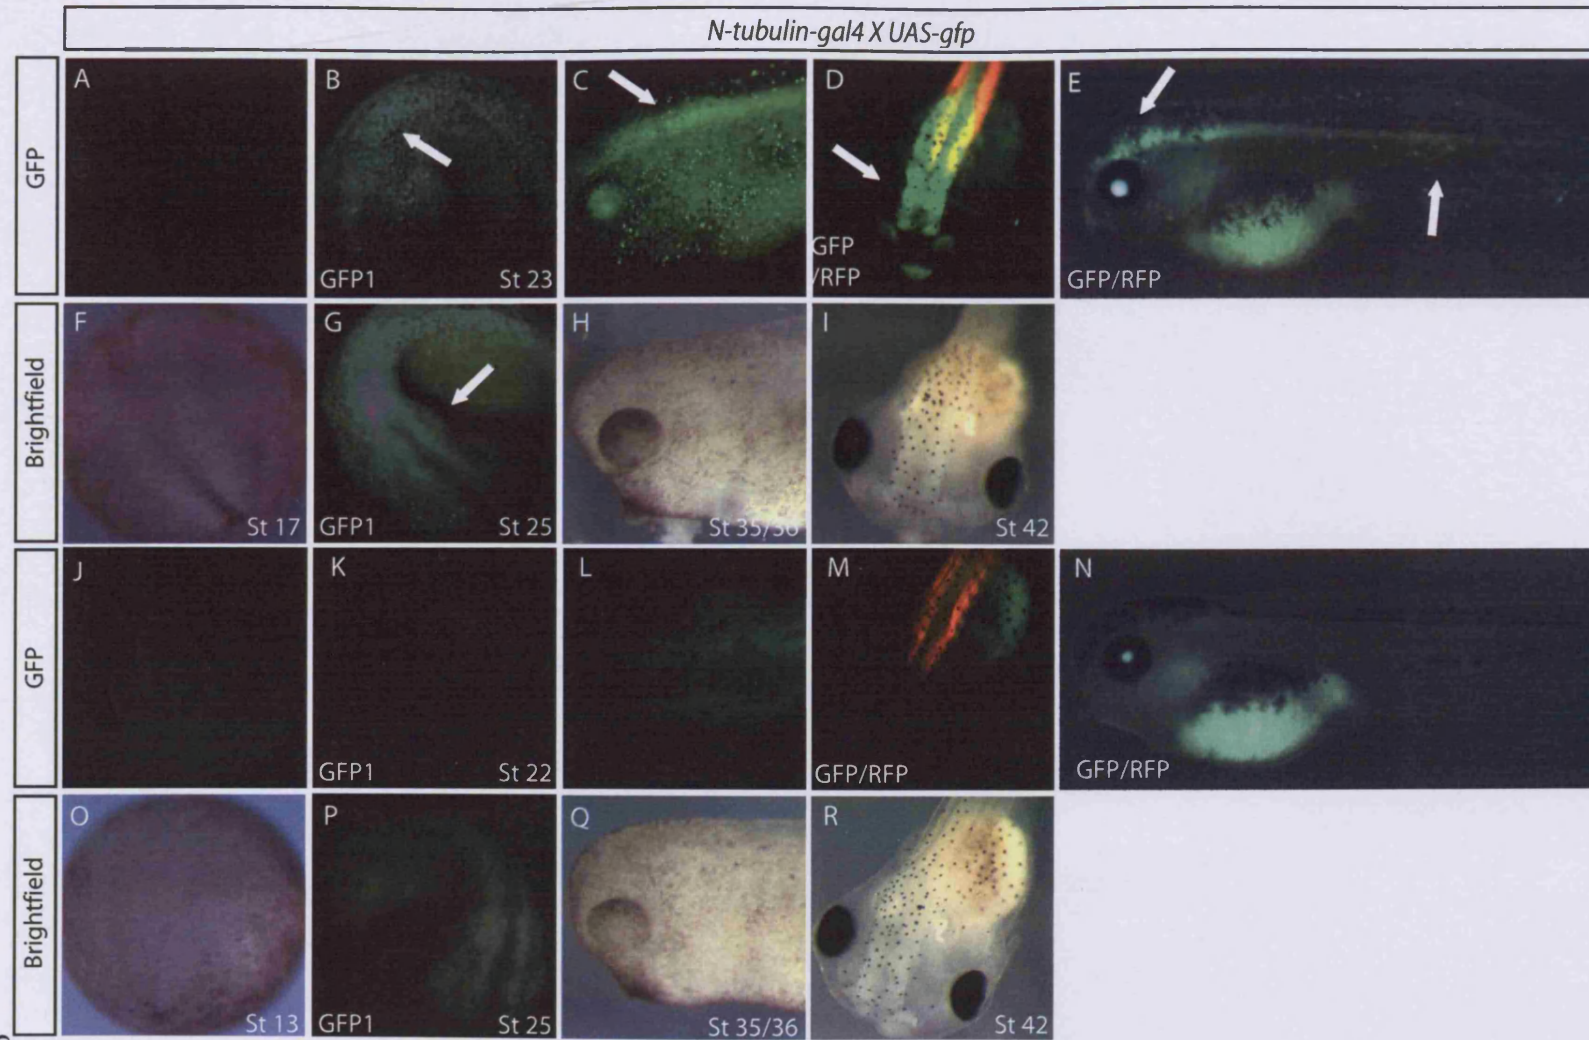 N-tubulin-gal4 X UAS-gfp
GFP
A
B
GFP1 St 23
C
D
GFP
/RFP
E
GFP/RFP
Brightfield
F
St 17
G
GFP1 St 25
H
St 35/36
I
St 42
GFP
J
K
GFP1 St 22
L
M
GFP/RFP
N
GFP/RFP
Brightfield
O
St 13
P
GFP1 St 25
Q
St 35/36
R
St 42